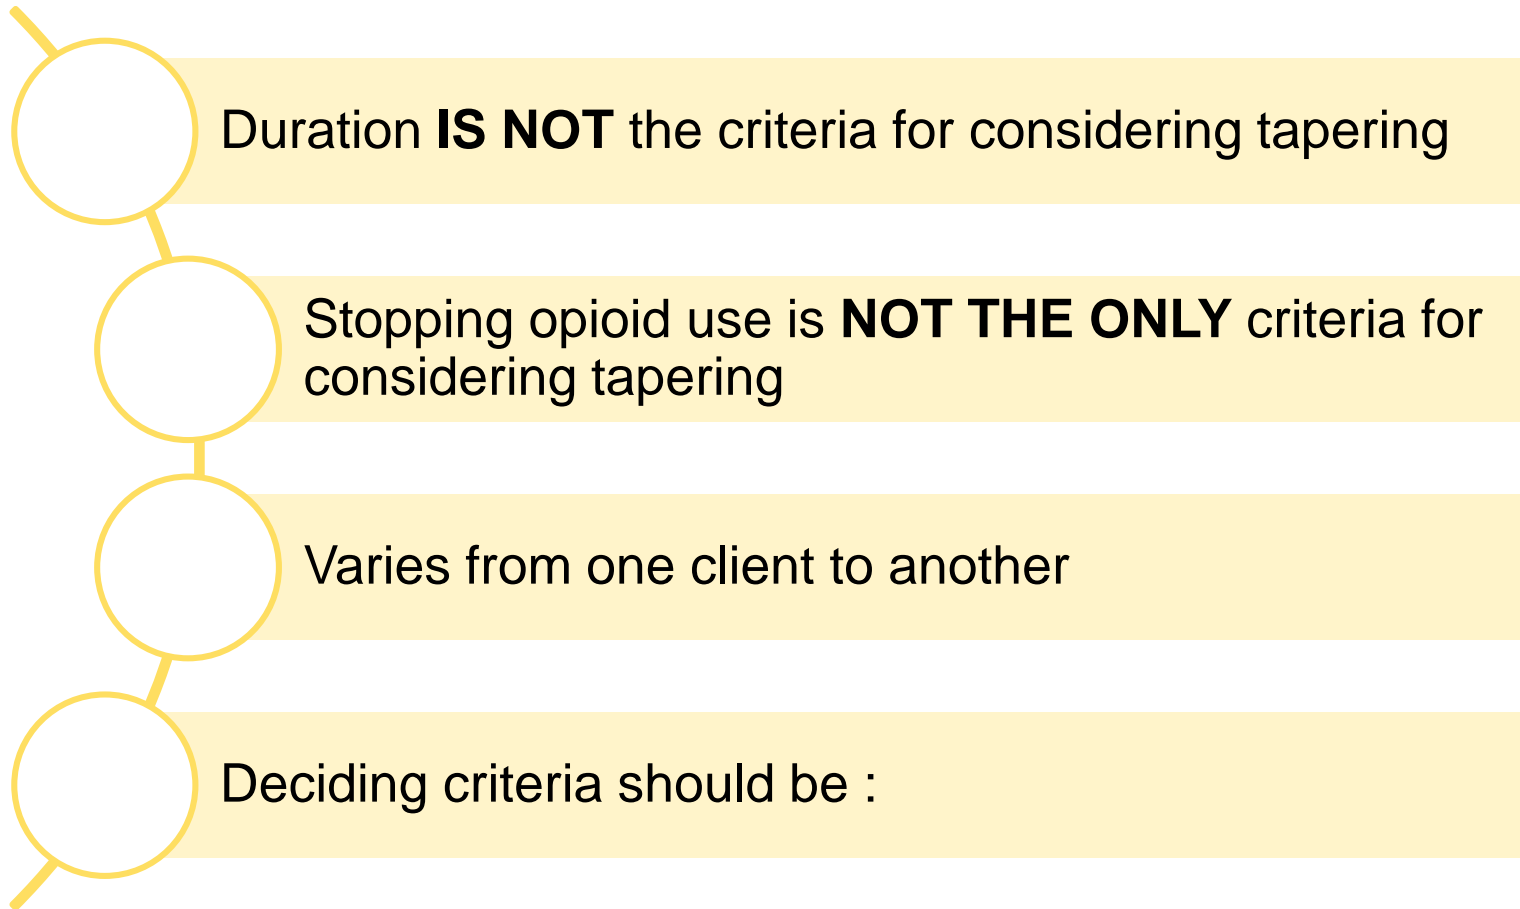 Duration IS NOT the criteria for considering tapering
Stopping opioid use is NOT THE ONLY criteria for
considering tapering
Varies from one client to another
Deciding criteria should be :